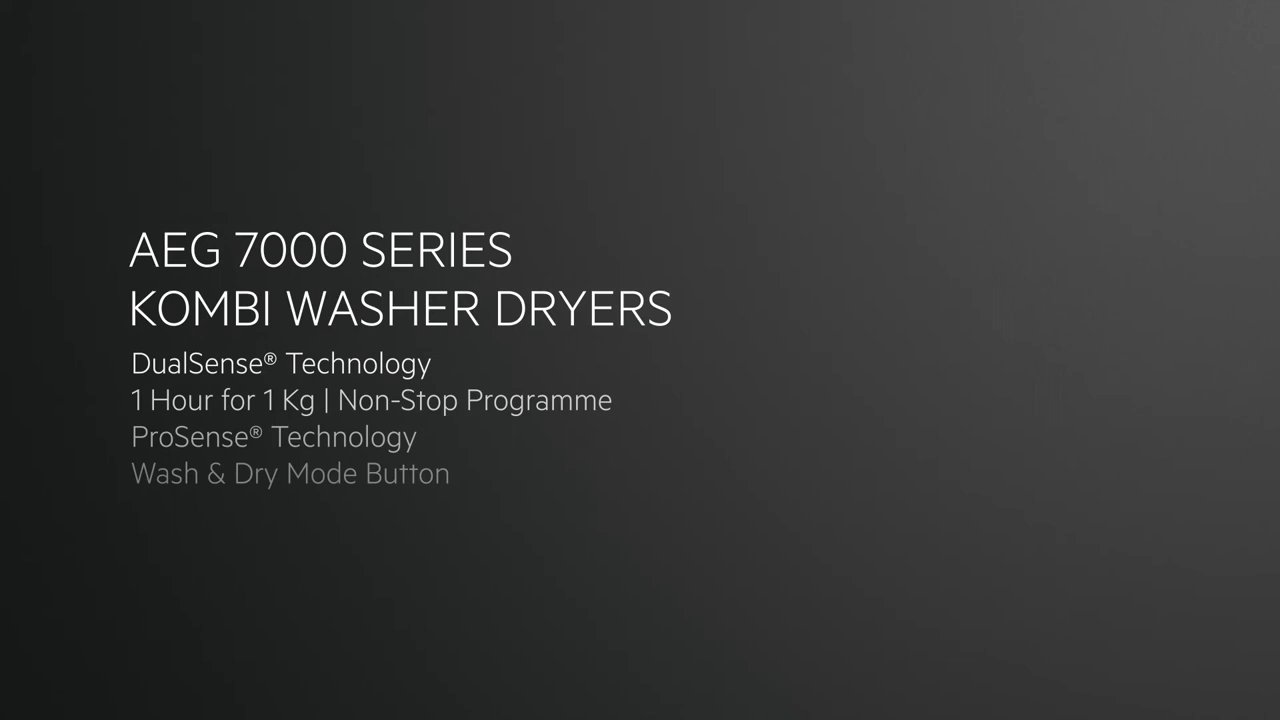 AEG 7000 SERIES
KOMBI WASHER DRYERS
DualSense® Technology
1 Hour for 1 Kg | Non-Stop Programme
ProSense® Technology
Wash & Dry Mode Button